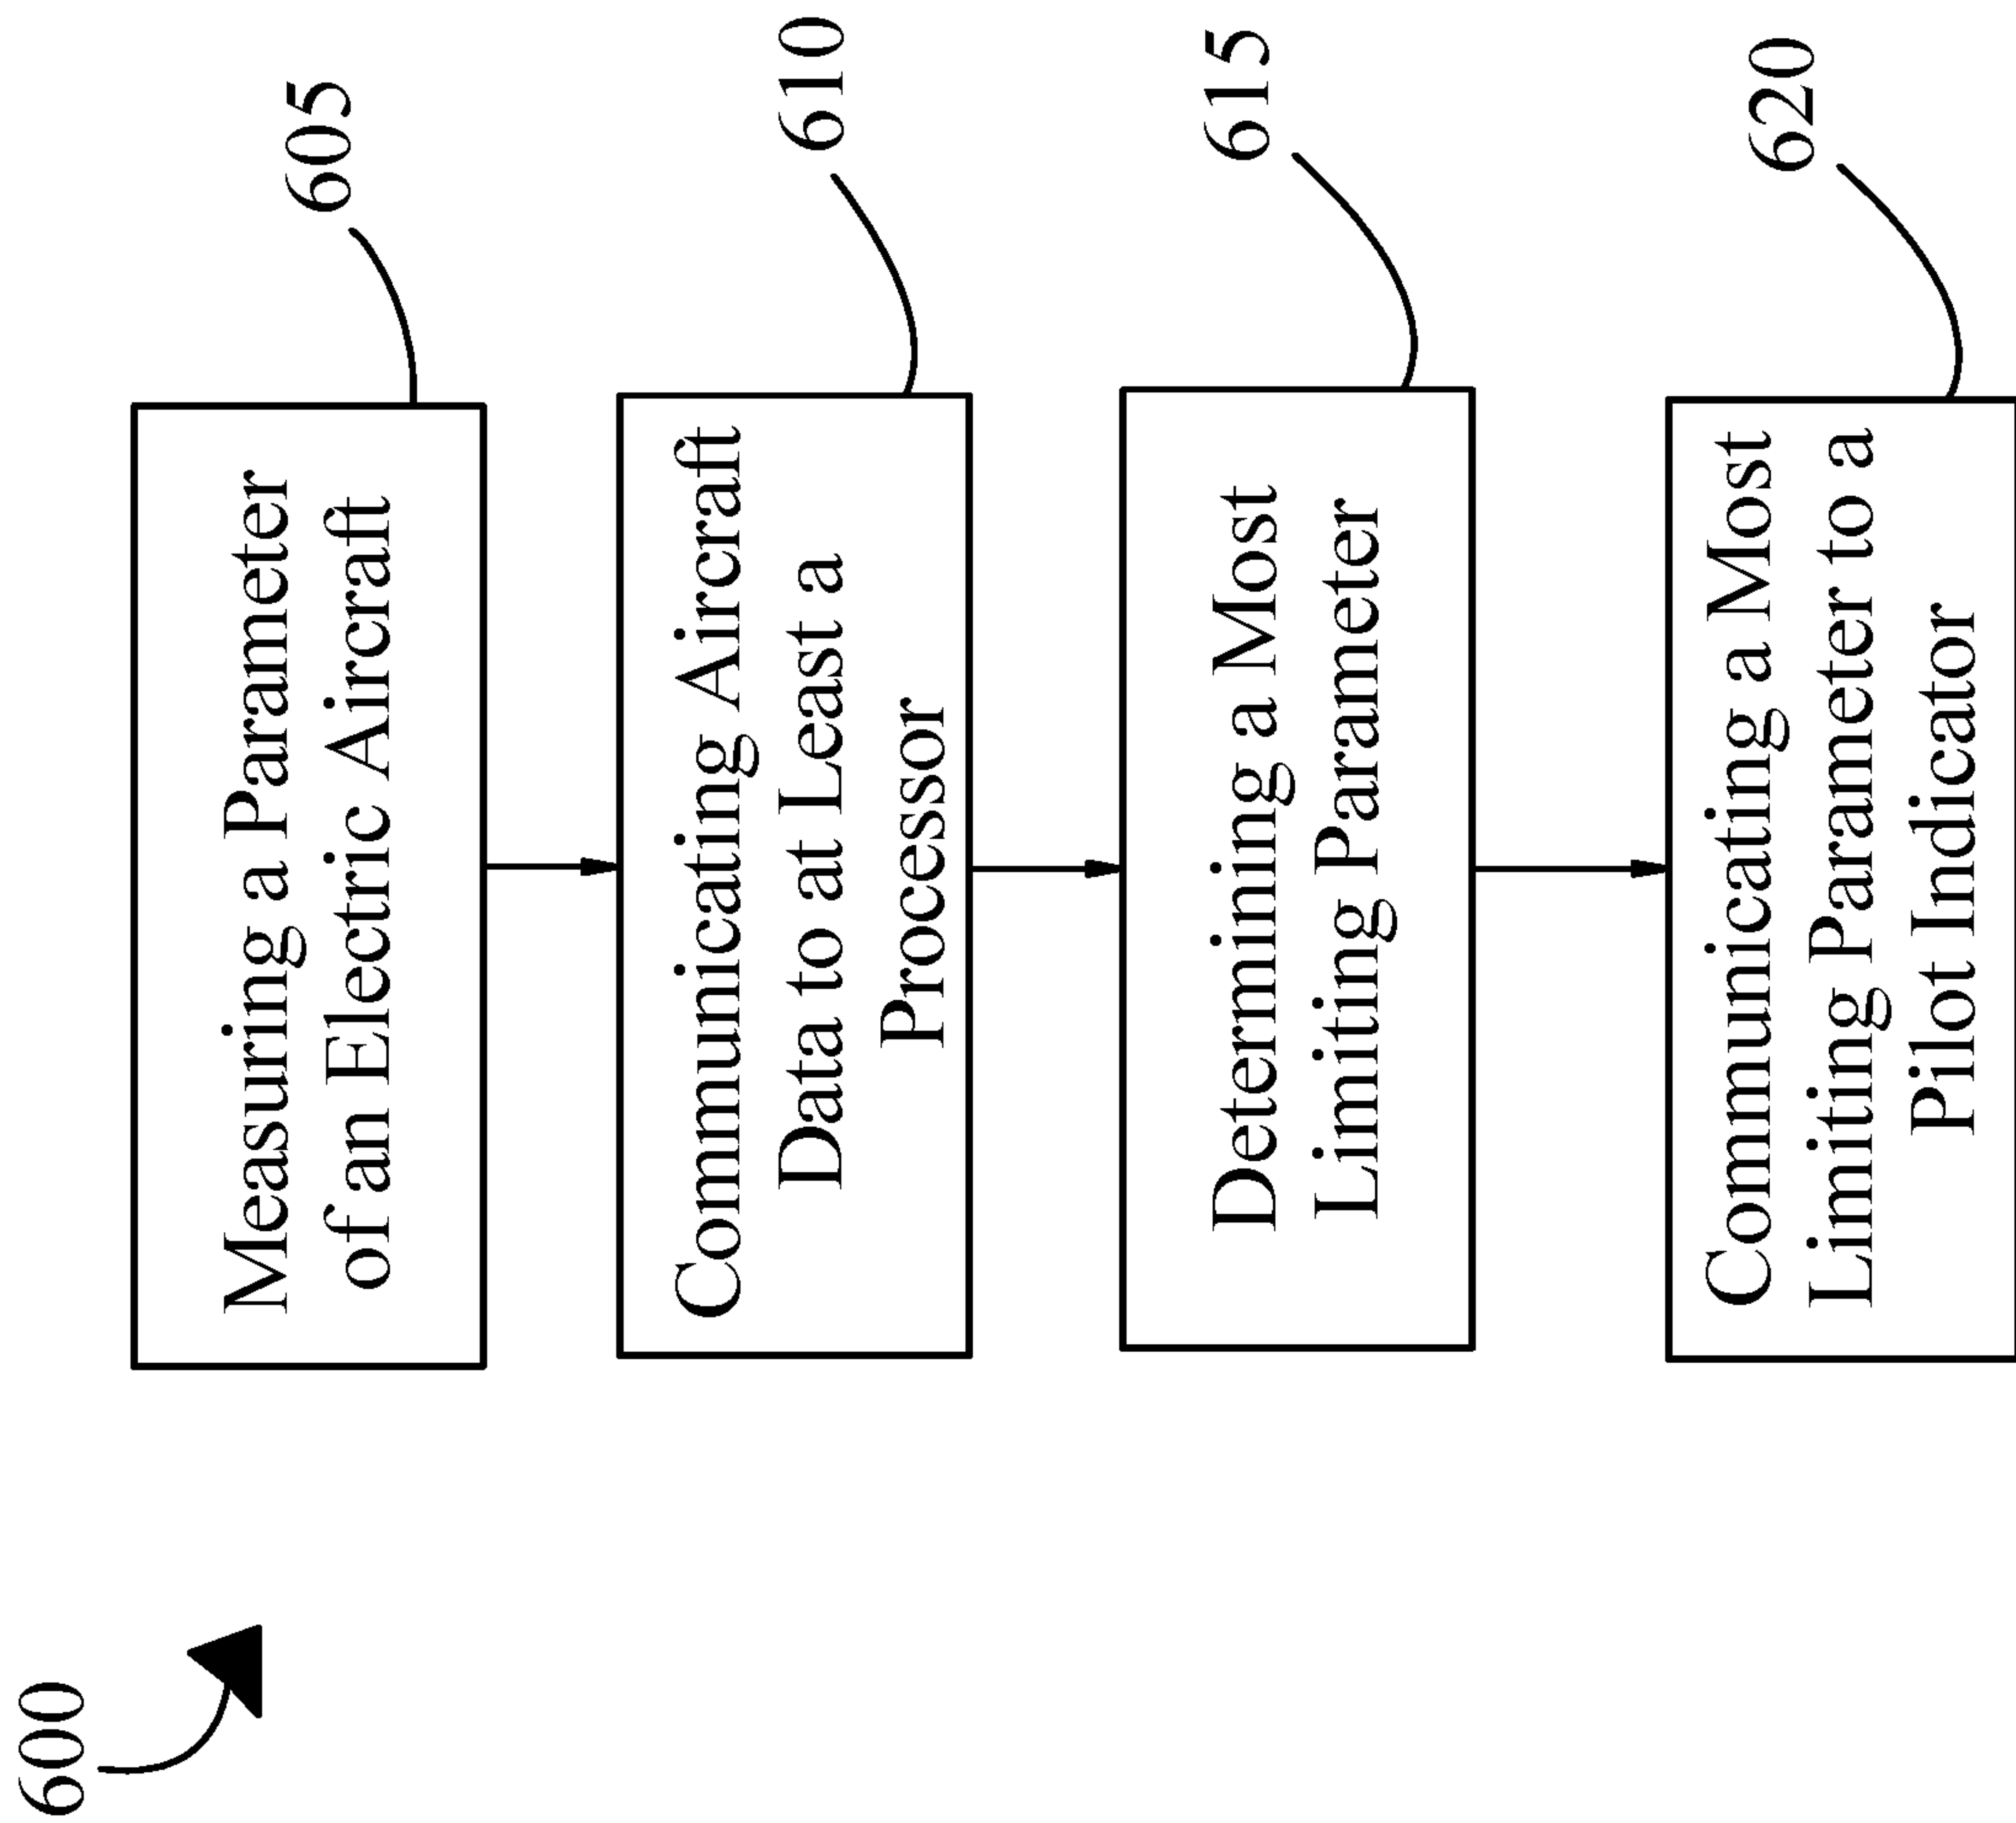 600
Measuring a Parameter
of an Electric Aircraft
605
Communicating Aircraft
Data to at Least a
Processor
610
Determining a Most
Limiting Parameter
615
Communicating a Most
Limiting Parameter to a
Pilot Indicator
620